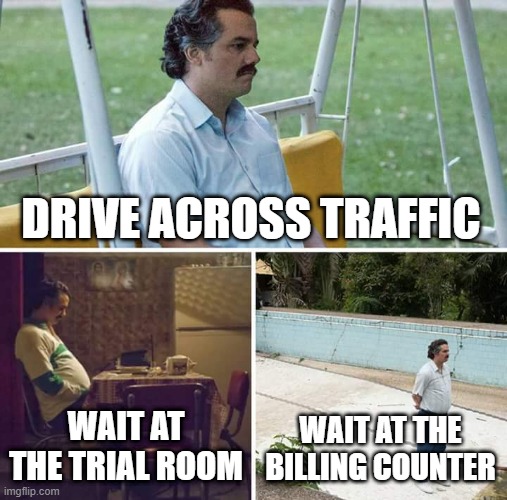 DRIVE ACROSS TRAFFIC
WAIT AT
THE TRIAL ROOM
WAIT AT THE
BILLING COUNTER
imgflip.com